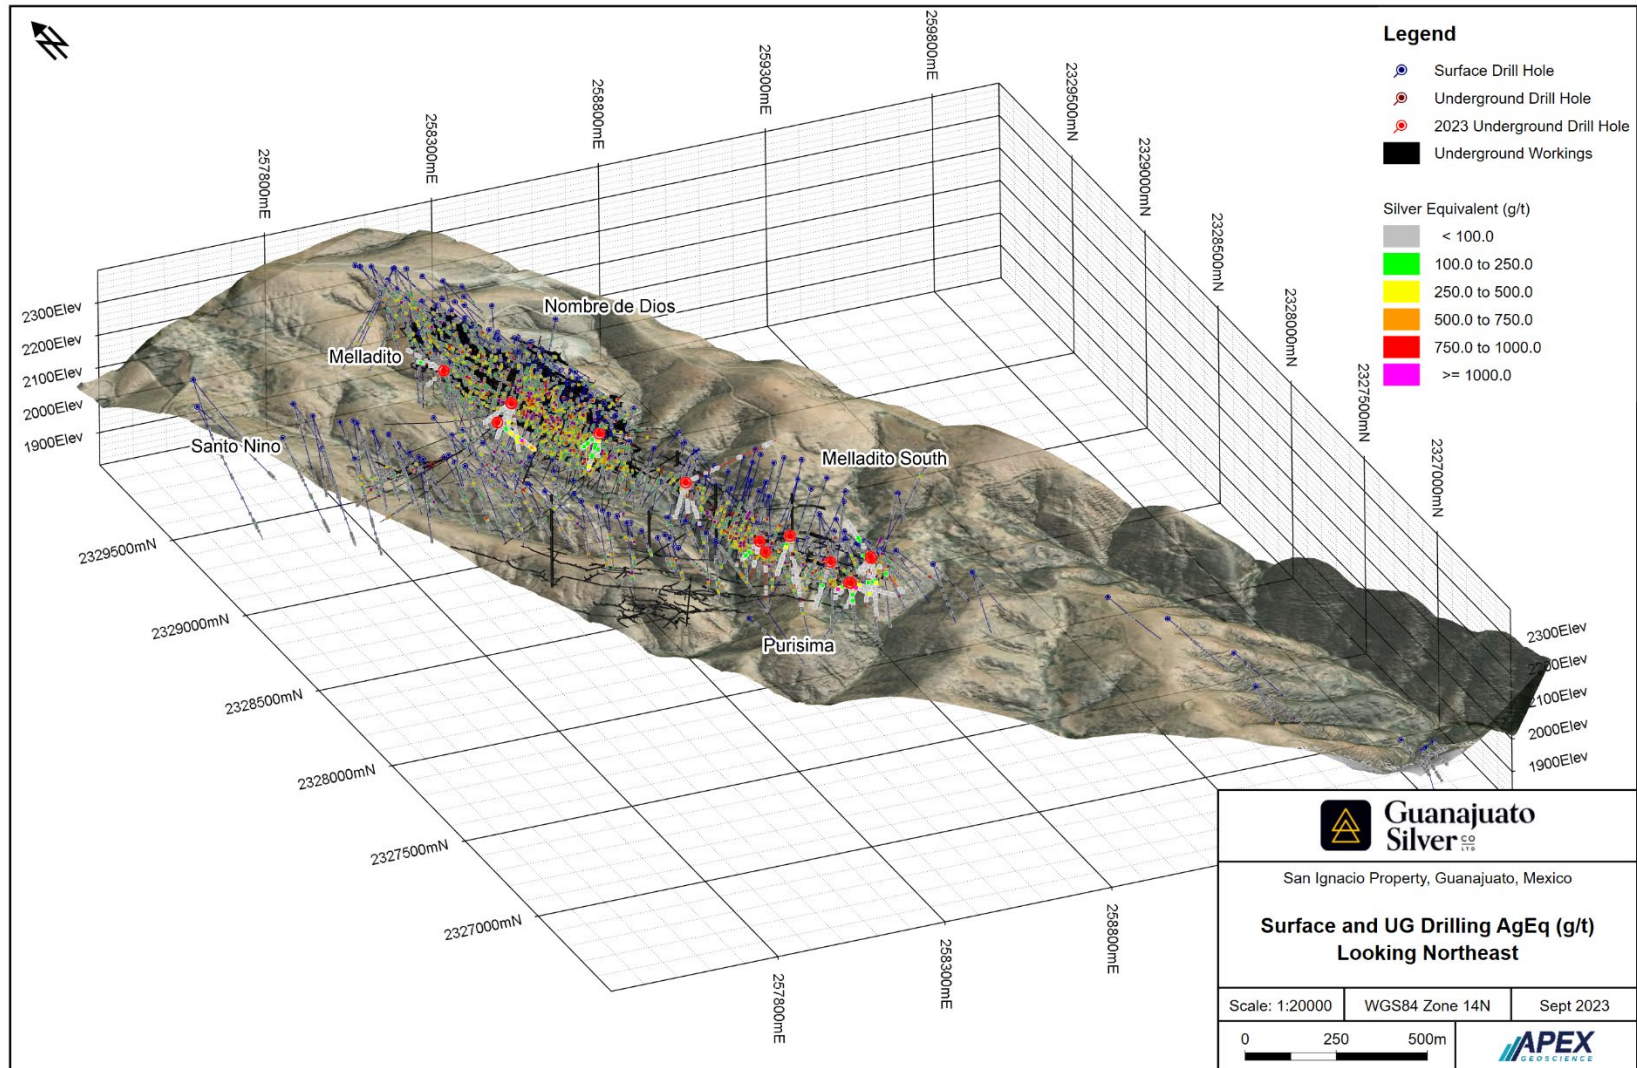 257800mE
258300mE
258800mE
259300mE
259800mE
2329500mN
2329000mN
2328500mN
2328000mN
2327500mN
2327000mN
Legend
Surface Drill Hole
Underground Drill Hole
2023 Underground Drill Hole
Underground Workings
Silver Equivalent (g/t)
< 100.0
100.0 to 250.0
250.0 to 500.0
500.0 to 750.0
750.0 to 1000.0
>= 1000.0
2300Elev
2200Elev
2100Elev
2000Elev
1900Elev
Nombre de Dios
Melladito
Santo Nino
Melladito South
Purisima
2329500mN
2329000mN
2328500mN
2328000mN
2327500mN
2327000mN
257800mE
258300mE
258800mE
2300Elev
2200Elev
2100Elev
2000Elev
1900Elev
Guanajuato
Silver CO LTD
San Ignacio Property, Guanajuato, Mexico
Surface and UG Drilling AgEq (g/t)
Looking Northeast
Scale: 1:20000 WGS84 Zone 14N Sept 2023
0 250 500m
APEX
GEOSCIENCE